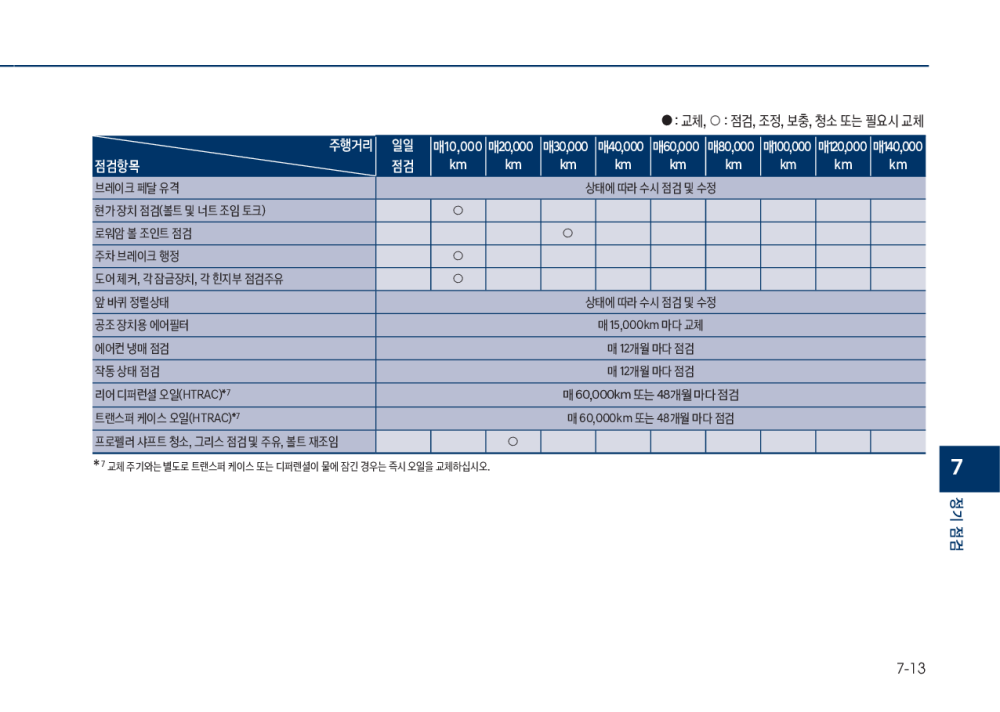 ● : 교체, ○ : 점검, 조정, 보충, 청소 또는 필요시 교체
주행거리 점검항목 일일 점검 매10,000 km 매20,000 km 매30,000 km 매40,000 km 매60,000 km 매80,000 km 매100,000 km 매120,000 km 매140,000 km
브레이크 페달 유격 상태에 따라 수시 점검 및 수정
현가 장치 점검(볼트 및 너트 조임 토크) ○
로워암 볼 조인트 점검 ○
주차 브레이크 행정 ○
도어 체커, 각 잠금장치, 각 힌지부 점검주유 ○
앞 바퀴 정렬상태 상태에 따라 수시 점검 및 수정
공조 장치용 에어필터 매 15,000km 마다 교체
에어컨 냉매 점검 매 12개월 마다 점검
작동 상태 점검 매 12개월 마다 점검
리어 디퍼런셜 오일(HTRAC)*7 매 60,000km 또는 48개월 마다 점검
트랜스퍼 케이스 오일(HTRAC)*7 매 60,000km 또는 48개월 마다 점검
프로펠러 샤프트 청소, 그리스 점검 및 주유, 볼트 재조임 ○
*7 교체 주기와는 별도로 트랜스퍼 케이스 또는 디퍼렌셜이 물에 잠긴 경우는 즉시 오일을 교체하십시오.
7
정기 점검
7-13